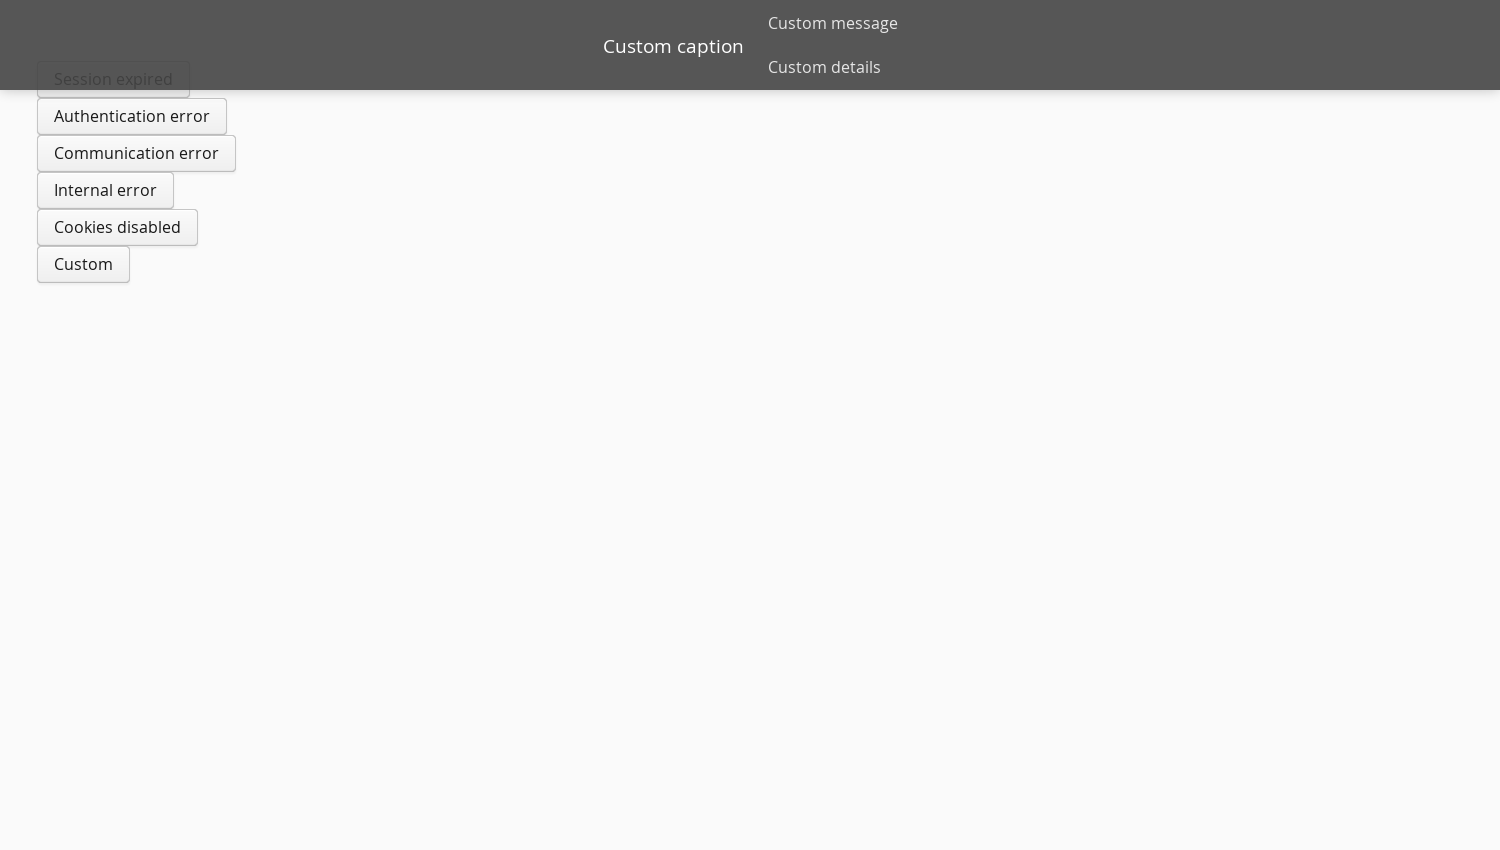 Custom message
Custom caption
Custom details
Session expired
Authentication error
Communication error
Internal error
Cookies disabled
Custom